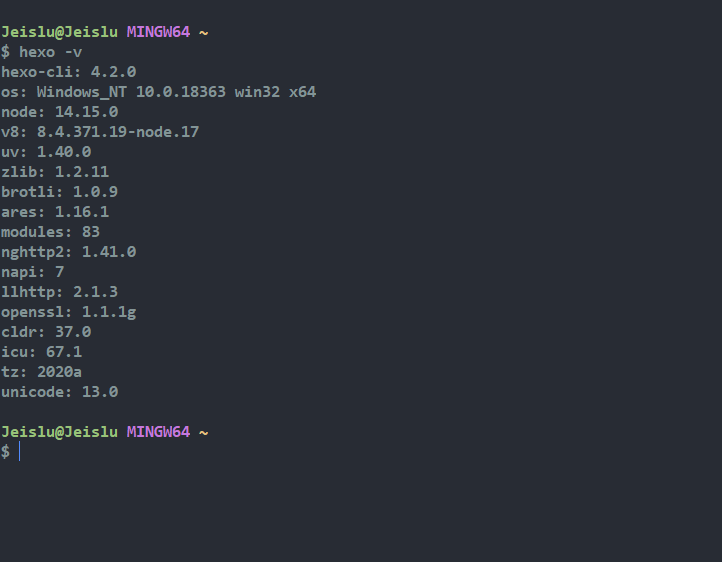 Jeislu@Jeislu MINGW64 ~
$ hexo -v
hexo-cli: 4.2.0
os: Windows_NT 10.0.18363 win32 x64
node: 14.15.0
v8: 8.4.371.19-node.17
uv: 1.40.0
zlib: 1.2.11
brotli: 1.0.9
ares: 1.16.1
modules: 83
nghttp2: 1.41.0
napi: 7
llhttp: 2.1.3
openssl: 1.1.1g
cldr: 37.0
icu: 67.1
tz: 2020a
unicode: 13.0
Jeislu@Jeislu MINGW64 ~
$